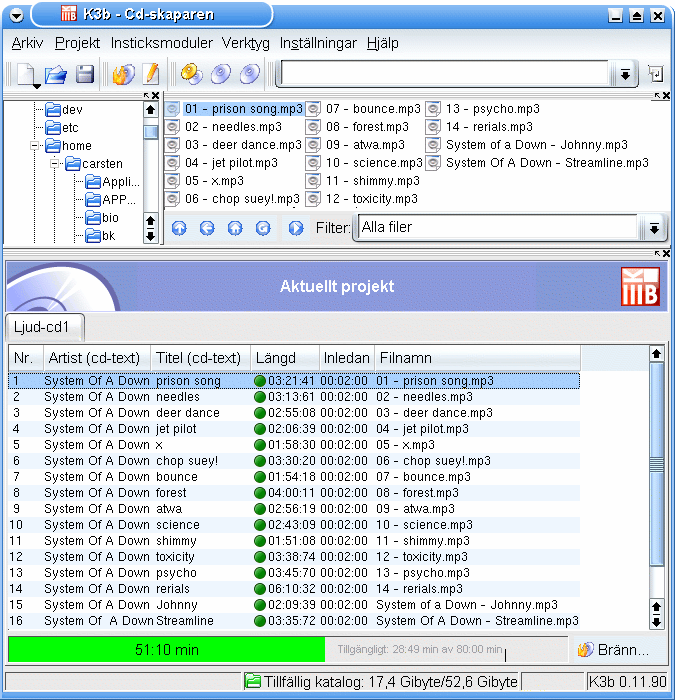 K3b - Cd-skaparen
Arkiv Projekt Insticksmoduler Verktyg Inställningar Hjälp
dev
etc
home
carsten
Appli...
APP...
bio
bk
01 - prison song.mp3 07 - bounce.mp3 13 - psycho.mp3
02 - needles.mp3 08 - forest.mp3 14 - rerials.mp3
03 - deer dance.mp3 09 - atwa.mp3 System of a Down - Johnny.mp3
04 - jet pilot.mp3 10 - science.mp3 System Of A Down - Streamline.mp3
05 - x.mp3 11 - shimmy.mp3
06 - chop suey!.mp3 12 - toxicity.mp3
Filter: Alla filer
Aktuellt projekt
Ljud-cd1
Nr. Artist (cd-text) Titel (cd-text) Längd Inledan Filnamn
1 System Of A Down prison song 03:21:41 00:02:00 01 - prison song.mp3
2 System Of A Down needles 03:13:61 00:02:00 02 - needles.mp3
3 System Of A Down deer dance 02:55:08 00:02:00 03 - deer dance.mp3
4 System Of A Down jet pilot 02:06:39 00:02:00 04 - jet pilot.mp3
5 System Of A Down x 01:58:30 00:02:00 05 - x.mp3
6 System Of A Down chop suey! 03:30:20 00:02:00 06 - chop suey!.mp3
7 System Of A Down bounce 01:54:18 00:02:00 07 - bounce.mp3
8 System Of A Down forest 04:00:11 00:02:00 08 - forest.mp3
9 System Of A Down atwa 02:56:19 00:02:00 09 - atwa.mp3
10 System Of A Down science 02:43:09 00:02:00 10 - science.mp3
11 System Of A Down shimmy 01:51:08 00:02:00 11 - shimmy.mp3
12 System Of A Down toxicity 03:38:74 00:02:00 12 - toxicity.mp3
13 System Of A Down psycho 03:45:70 00:02:00 13 - psycho.mp3
14 System Of A Down rerials 06:10:32 00:02:00 14 - rerials.mp3
15 System Of A Down Johnny 02:09:39 00:02:00 System of a Down - Johnny.mp3
16 System Of A Down Streamline 03:35:72 00:02:00 System Of A Down - Streamline.mp3
51:10 min Tillgängligt: 28:49 min av 80:00 min Bränn...
Tillfällig katalog: 17,4 Gibyte/52,6 Gibyte K3b 0.11.90